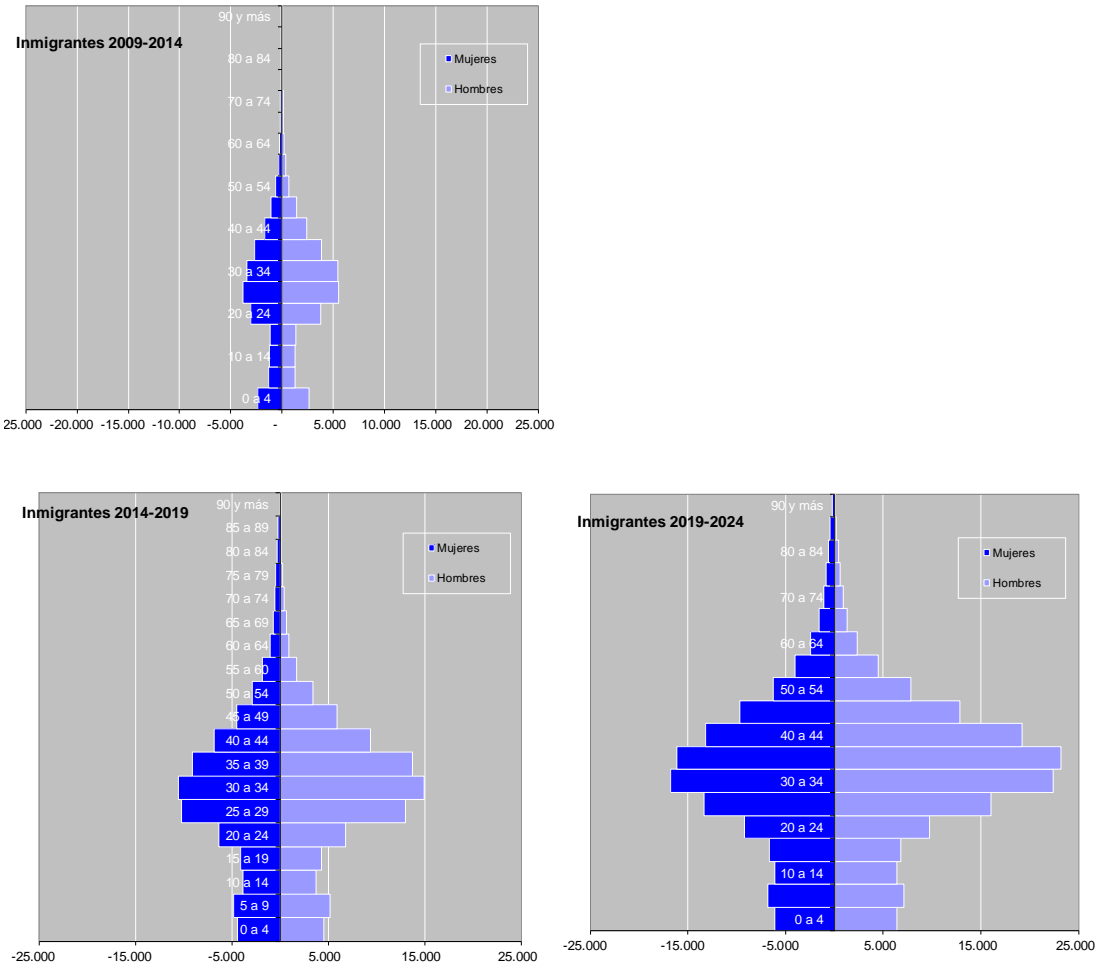 90 y más
Inmigrantes 2009-2014
80 a 84
70 a 74
60 a 64
50 a 54
40 a 44
30 a 34
20 a 24
10 a 14
0 a 4
Mujeres
Hombres
25.000 -20.000 -15.000 -10.000 -5.000 - 5.000 10.000 15.000 20.000 25.000
90 y más
Inmigrantes 2014-2019
85 a 89
80 a 84
75 a 79
70 a 74
65 a 69
60 a 64
55 a 60
50 a 54
45 a 49
40 a 44
35 a 39
30 a 34
25 a 29
20 a 24
15 a 19
10 a 14
5 a 9
0 a 4
Mujeres
Hombres
-25.000 -15.000 -5.000 5.000 15.000 25.000
90 y más
Inmigrantes 2019-2024
80 a 84
70 a 74
60 a 64
50 a 54
40 a 44
30 a 34
20 a 24
10 a 14
0 a 4
Mujeres
Hombres
-25.000 -15.000 -5.000 5.000 15.000 25.000